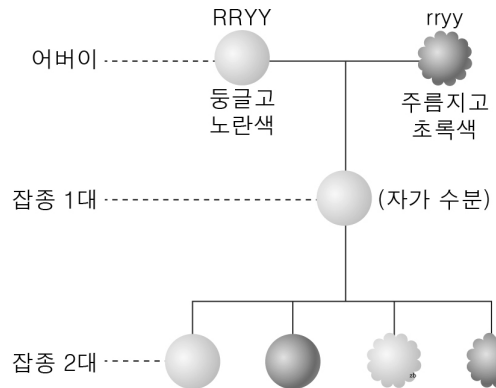 RRYY
rryy
어버이
둥글고
노란색
주름지고
초록색
잡종 1대
(자가 수분)
잡종 2대
zb